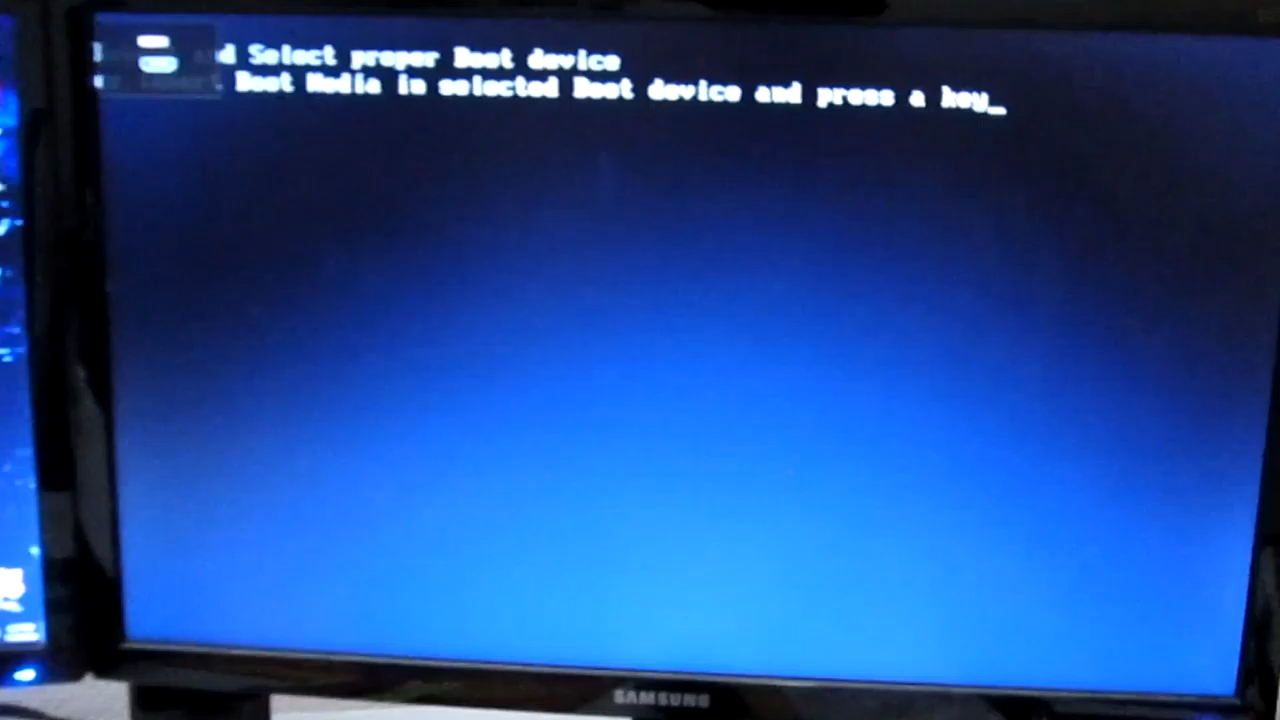 d Select proper Boot device
Boot Media in selected Boot device and press a key_
SAMSUNG